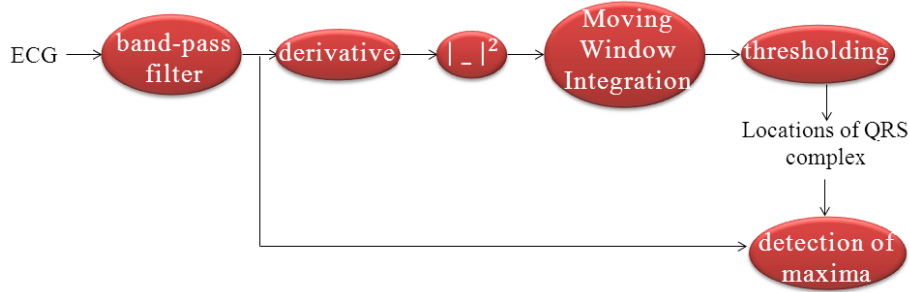 ECG
band-pass
filter
derivative
|_|²
Moving
Window
Integration
thresholding
Locations of QRS
complex
detection of
maxima